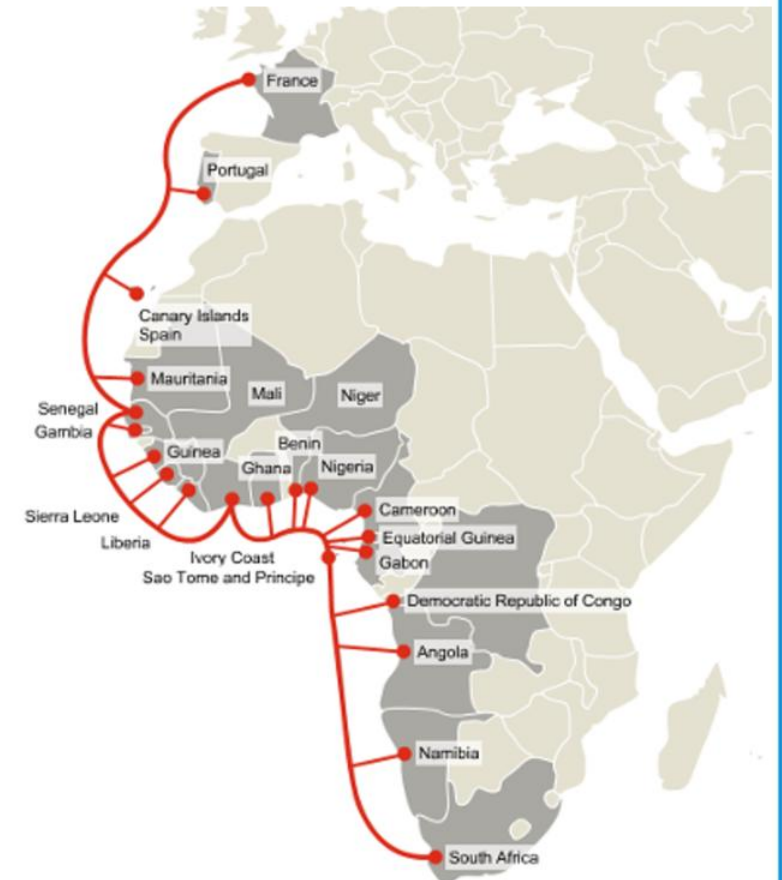 France
Portugal
Canary Islands
Spain
Mauritania
Mali
Niger
Senegal
Gambia
Guinea
Benin
Ghana
Nigeria
Sierra Leone
Liberia
Cameroon
Equatorial Guinea
Ivory Coast
Gabon
Sao Tome and Principe
Democratic Republic of Congo
Angola
Namibia
South Africa